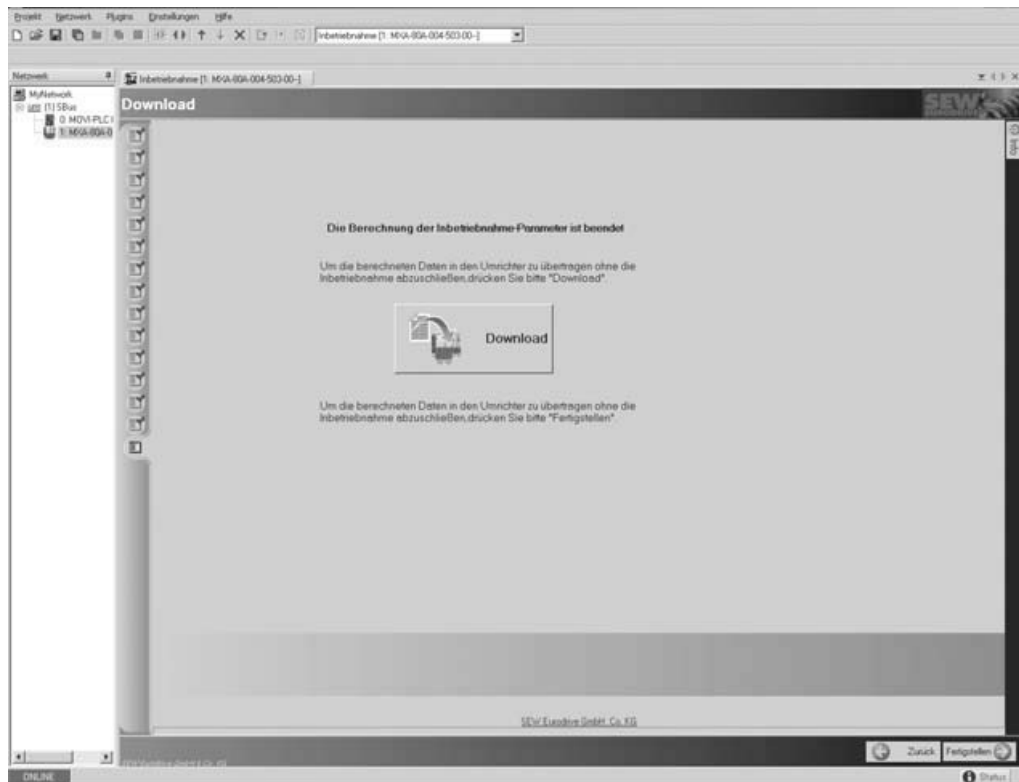 Projekt Netzwerk Plugins Einstellungen Hilfe
Inbetriebnahme [1: MXA-80A-004-503-00--]
Netzwerk
Inbetriebnahme [1: MXA-80A-004-503-00--]
MyNetwork
[1] SBus
0: MOVI-PLC
1: MXA-80A-0
Download
SEW
Info
Die Berechnung der Inbetriebnahme-Parameter ist beendet
Um die berechneten Daten in den Umrichter zu übertragen ohne die
Inbetriebnahme abzuschließen,drücken Sie bitte "Download".
Download
Um die berechneten Daten in den Umrichter zu übertragen ohne die
Inbetriebnahme abzuschließen,drücken Sie bitte "Fertigstellen".
SEW Eurodrive GmbH. Co. KG
Zurück Fertigstellen
ONLINE Status